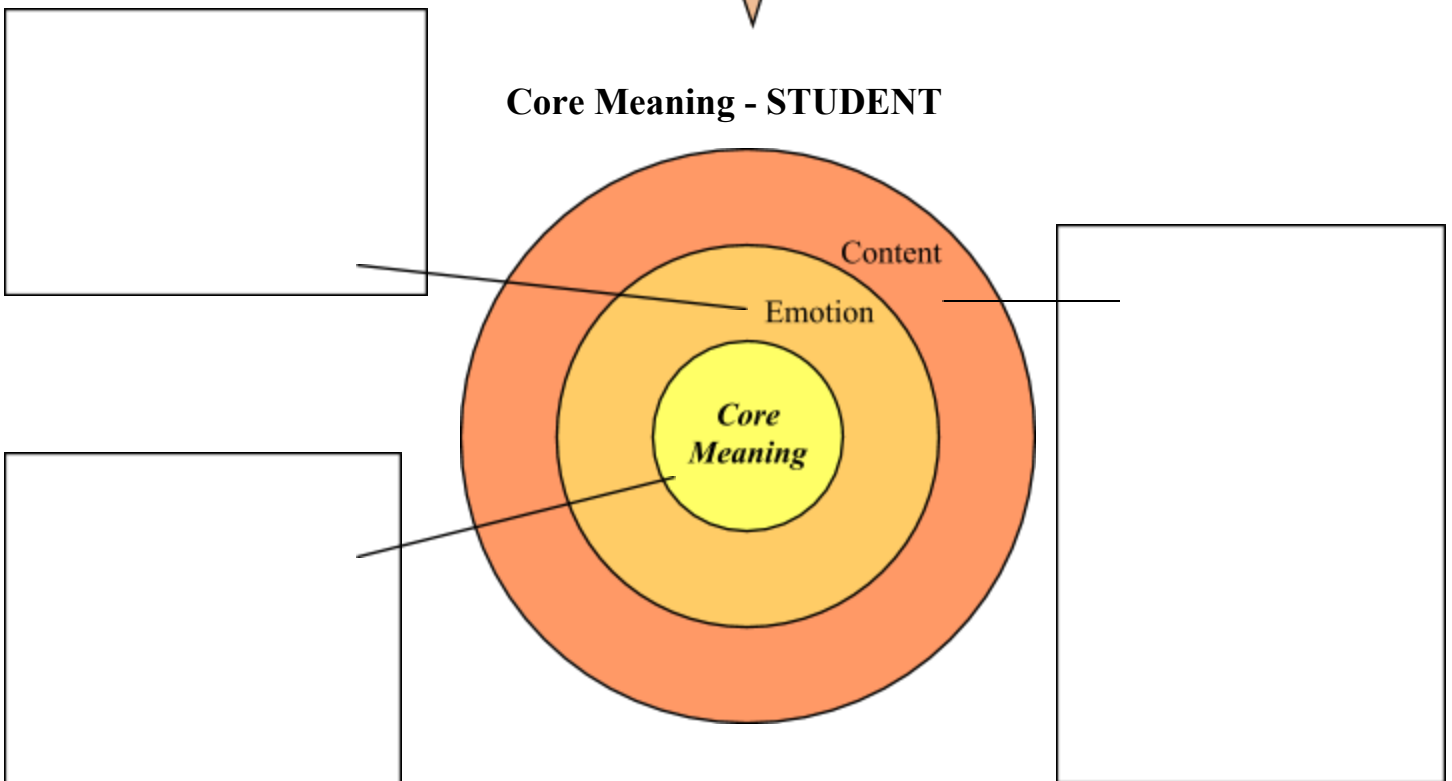 Core Meaning - STUDENT
Content
Emotion
Core
Meaning